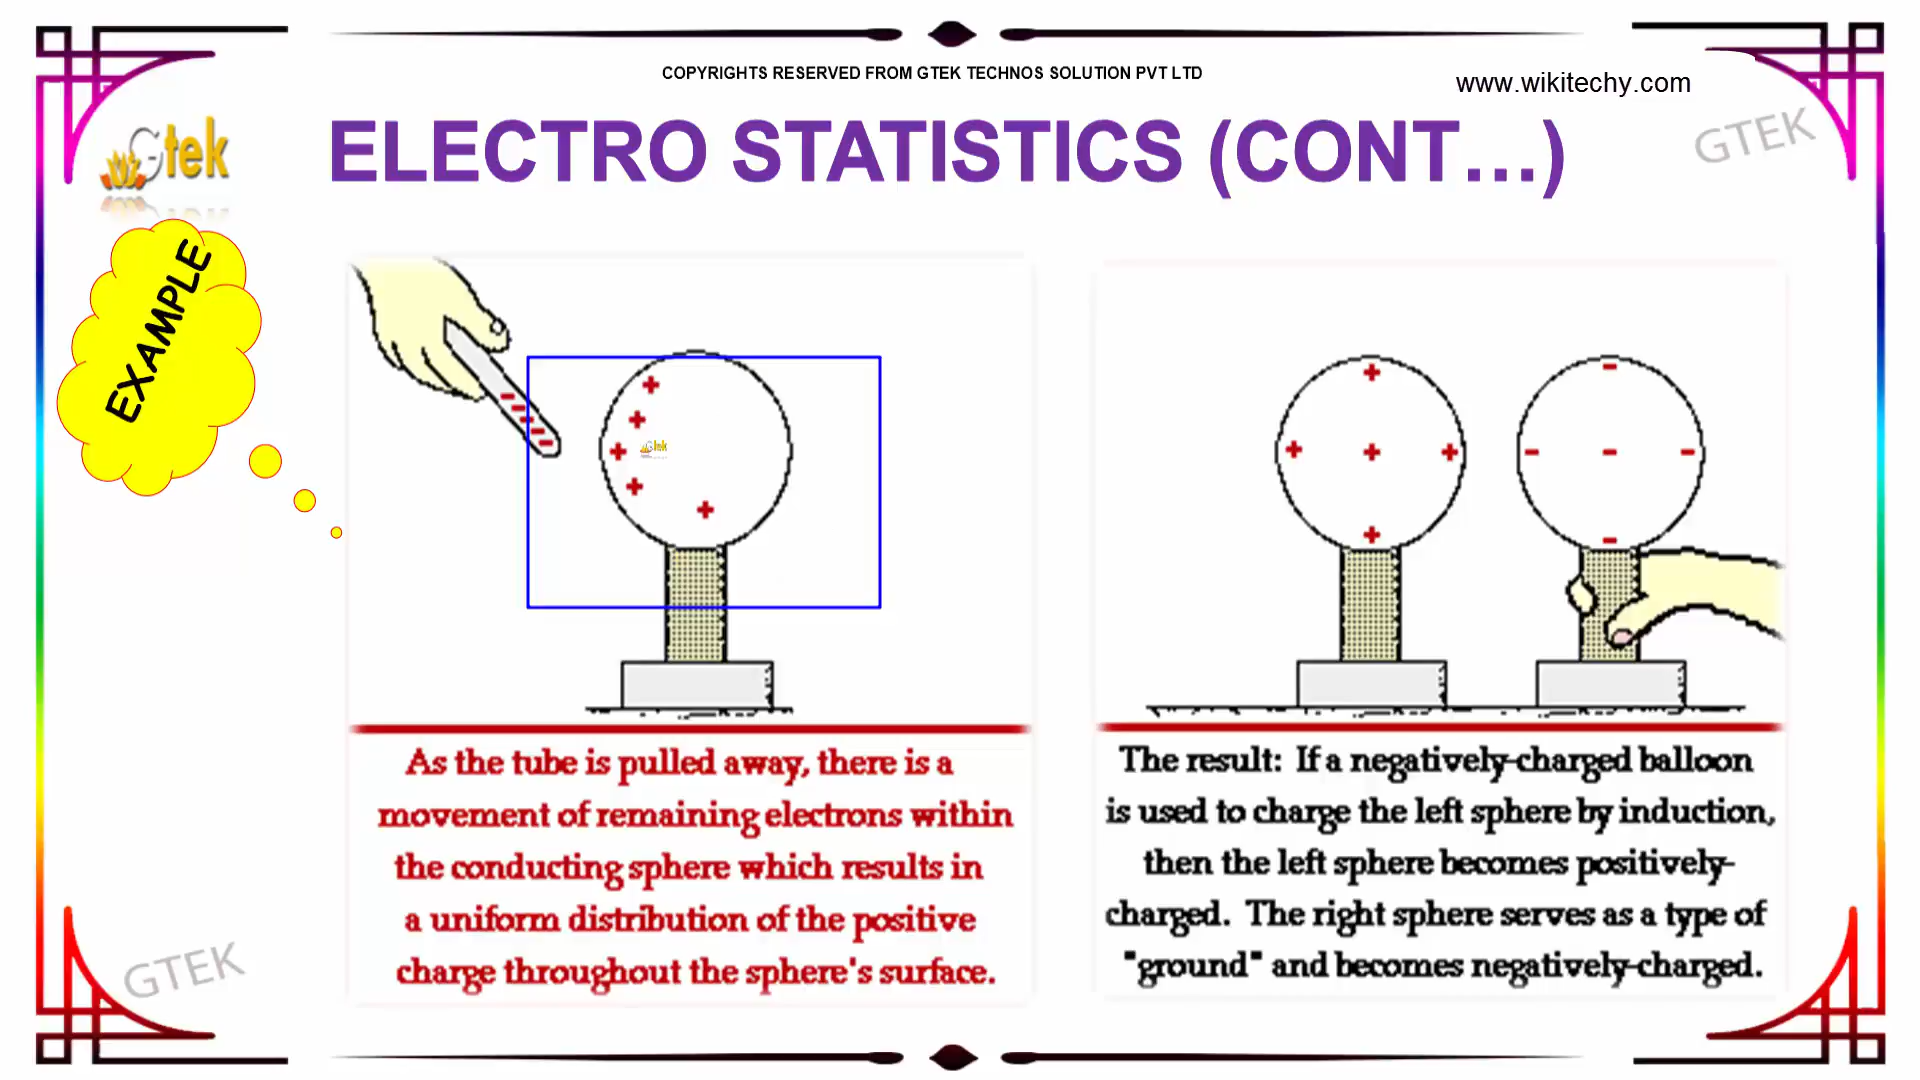 COPYRIGHTS RESERVED FROM GTEK TECHNOS SOLUTION PVT LTD
www.wikitechy.com
Gtek
ELECTRO STATISTICS (CONT...)
GTEK
EXAMPLE
Gtek
As the tube is pulled away, there is a
movement of remaining electrons within
the conducting sphere which results in
a uniform distribution of the positive
charge throughout the sphere's surface.
The result: If a negatively-charged balloon
is used to charge the left sphere by induction,
then the left sphere becomes positively-
charged. The right sphere serves as a type of
"ground" and becomes negatively-charged.
GTEK